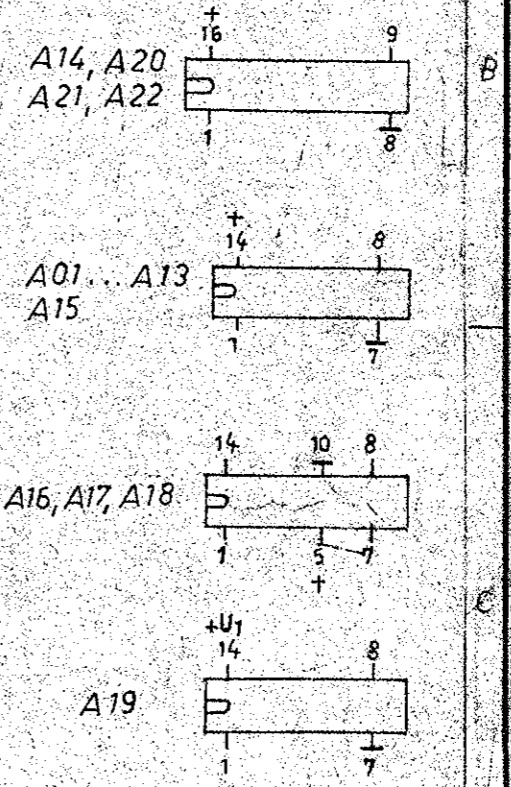 +
16 9
A14, A20
A21, A22
1 8
B
+
14 8
A01...A13
A15
1 7
14 10 8
A16, A17, A18
1 5 7
+
C
+U1
14 8
A19
1 7